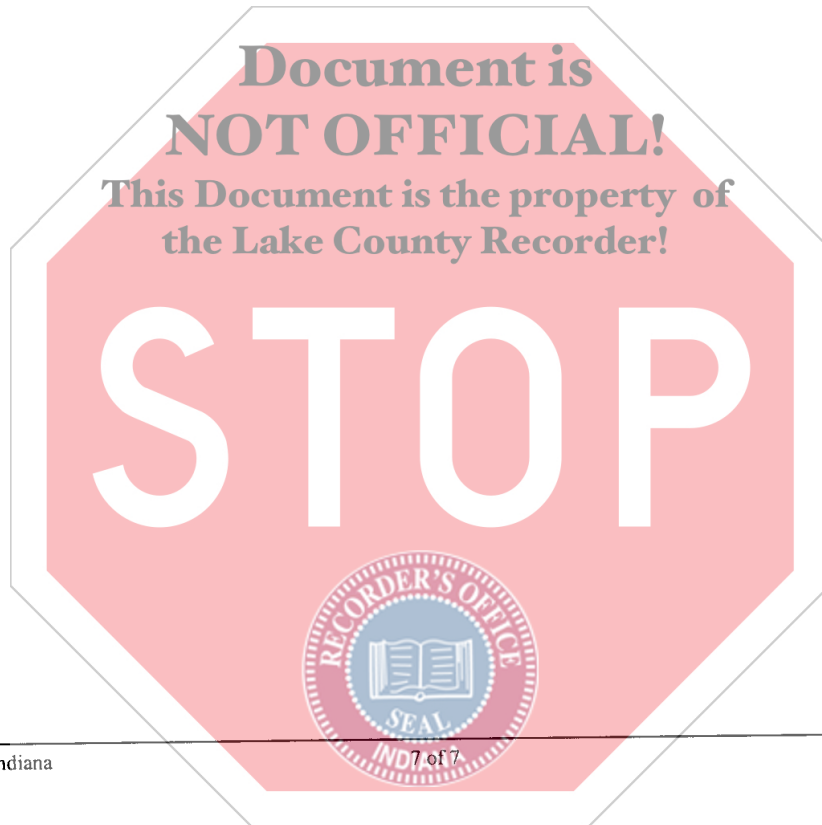 Document is
NOT OFFICIAL!
This Document is the property of
the Lake County Recorder!
STOP
RECORDER'S OFFICE
SEAL
INDIANA
ndiana
7 of 7